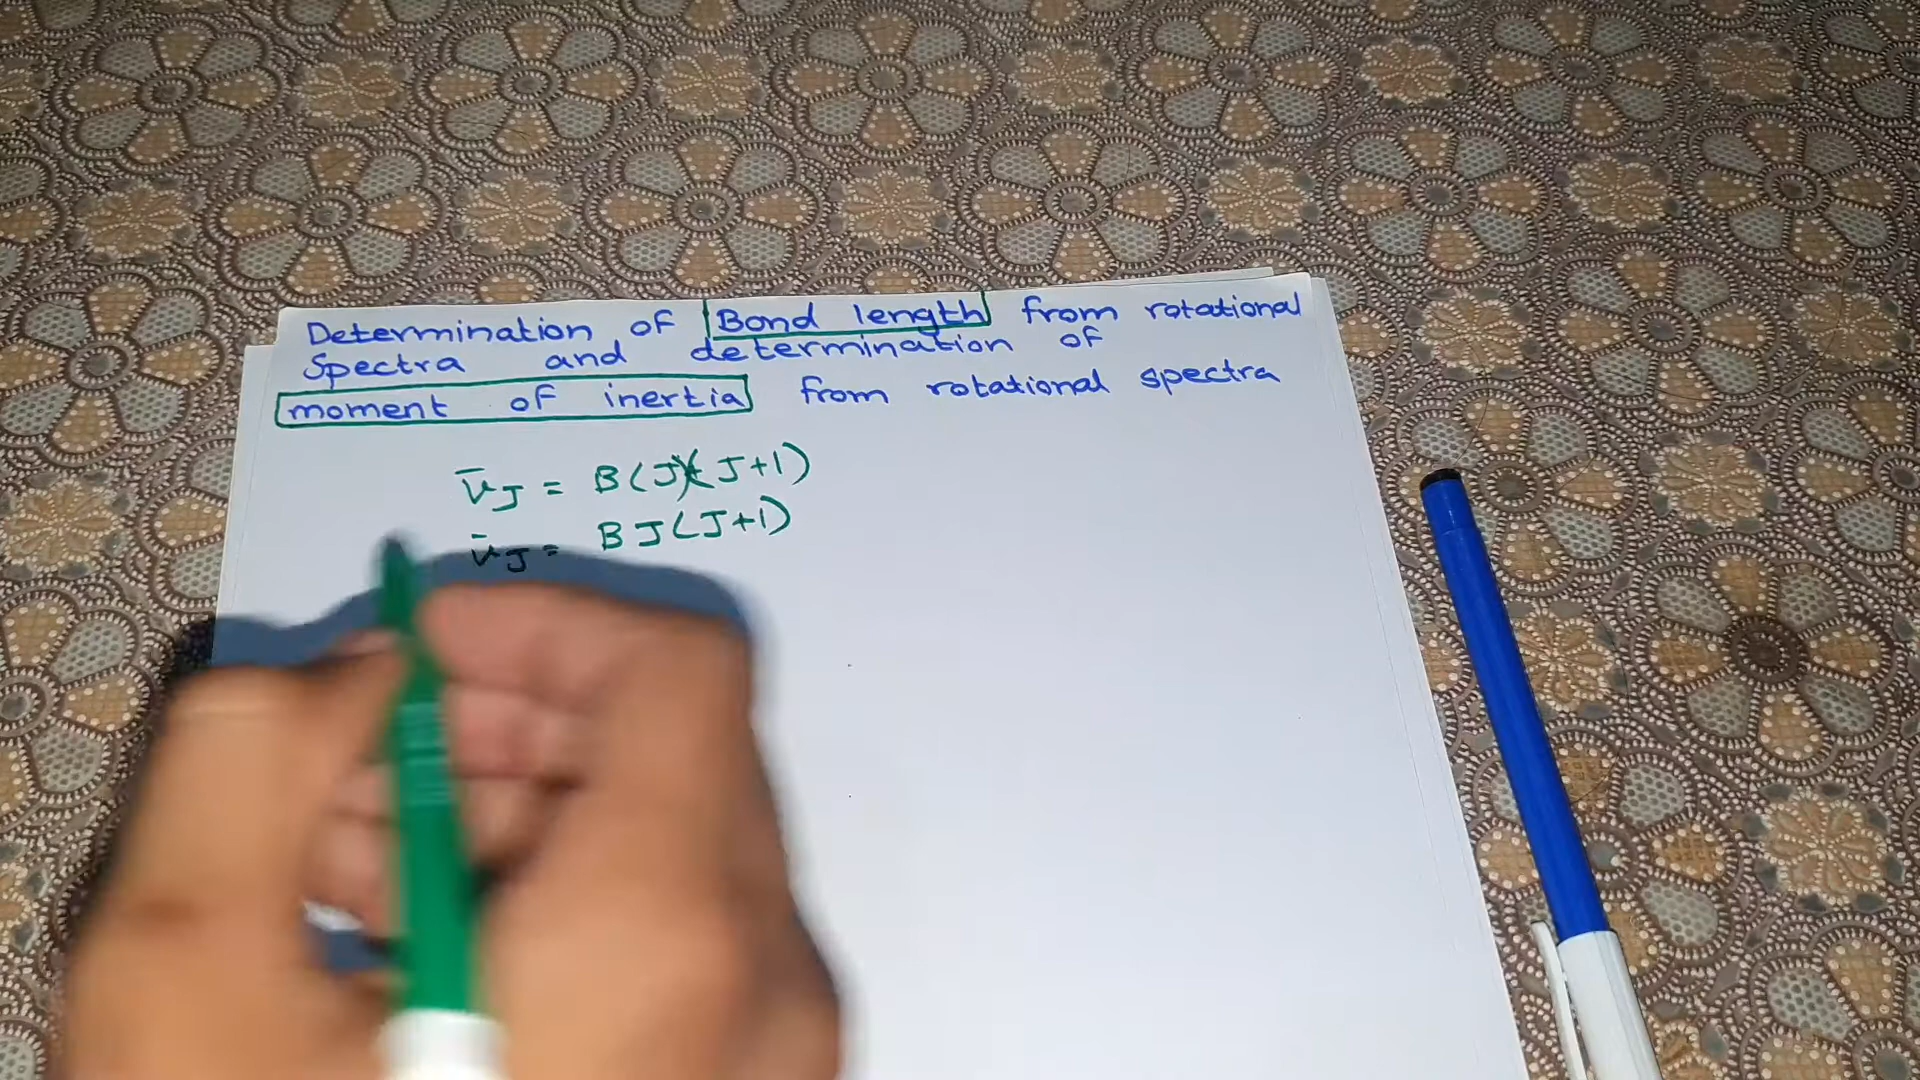 Determination of Bond length from rotational
Spectra and determination of
moment of inertia from rotational spectra
ν̄J = B(J)(J+1)
ν̄J = BJ(J+1)